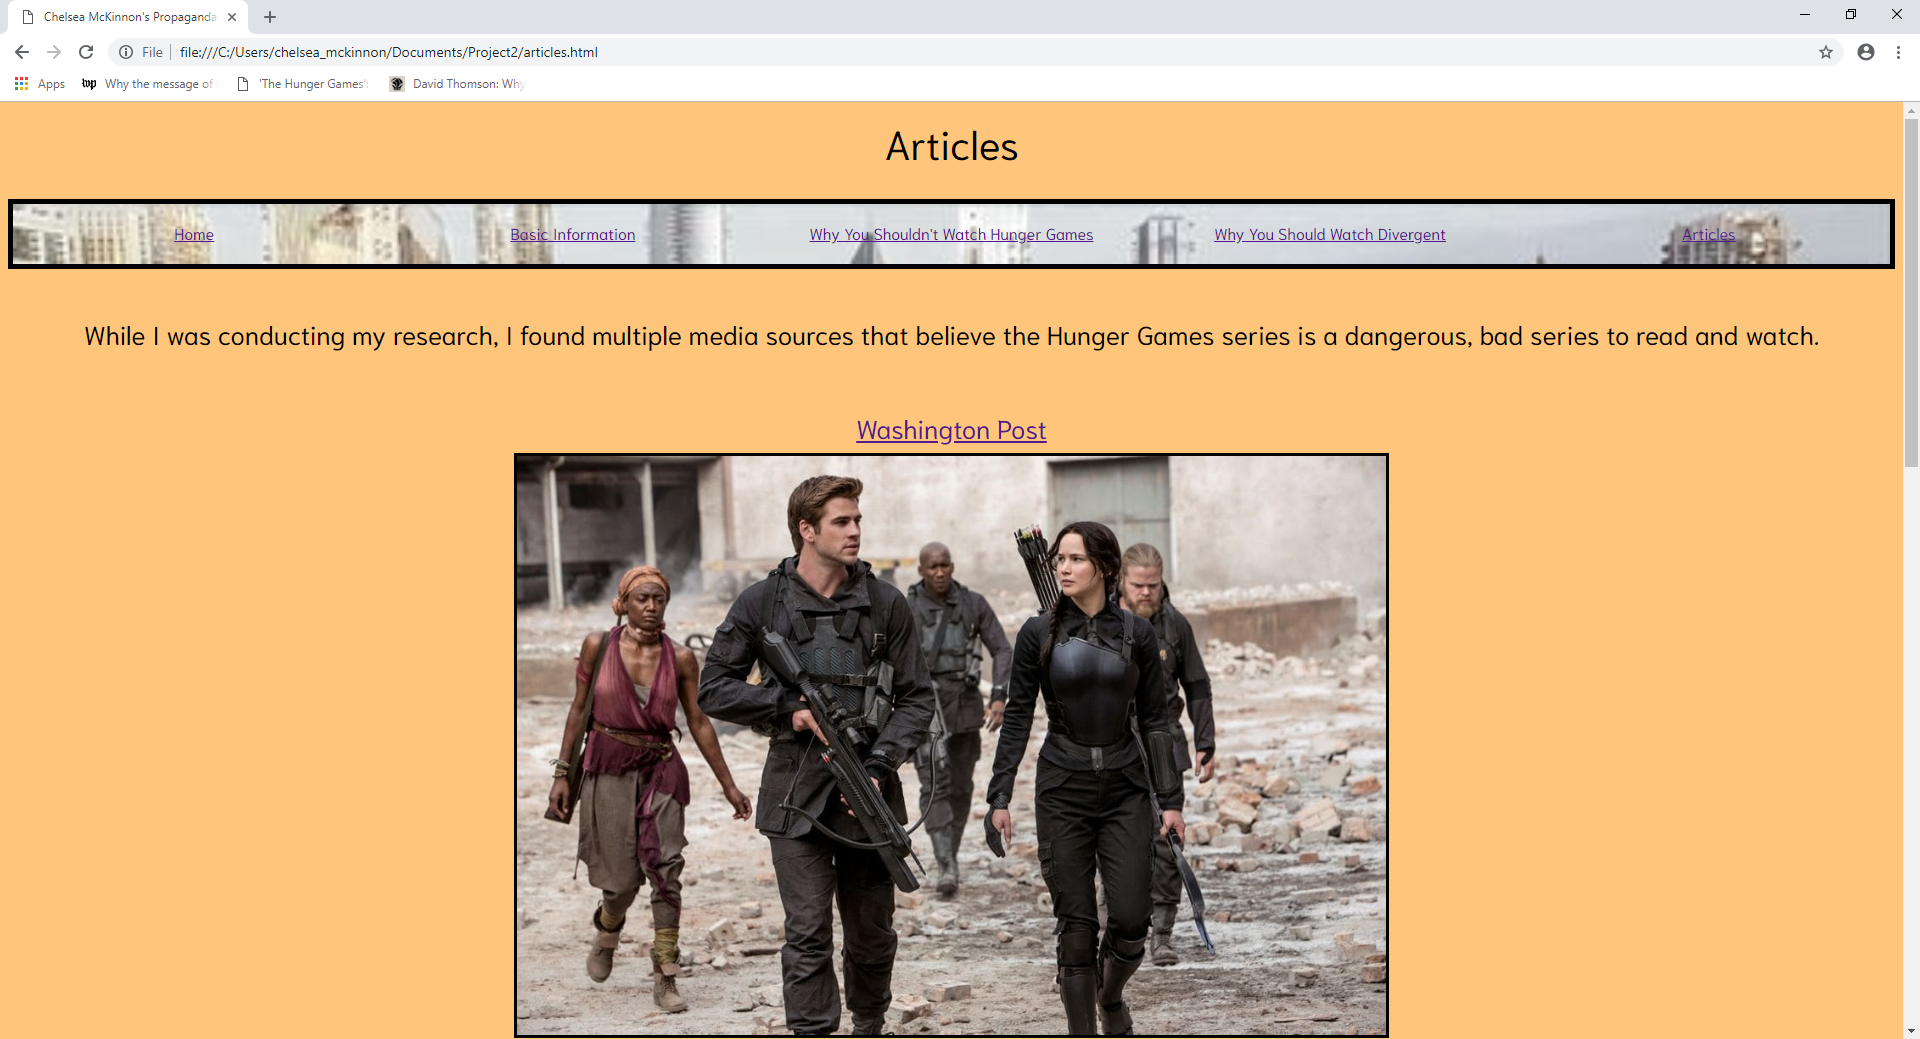 Chelsea McKinnon's Propaganda
File file:///C:/Users/chelsea_mckinnon/Documents/Project2/articles.html
Apps wp Why the message of 'The Hunger Games': David Thomson: Why
Articles
Home Basic Information Why You Shouldn't Watch Hunger Games Why You Should Watch Divergent Articles
While I was conducting my research, I found multiple media sources that believe the Hunger Games series is a dangerous, bad series to read and watch.
Washington Post